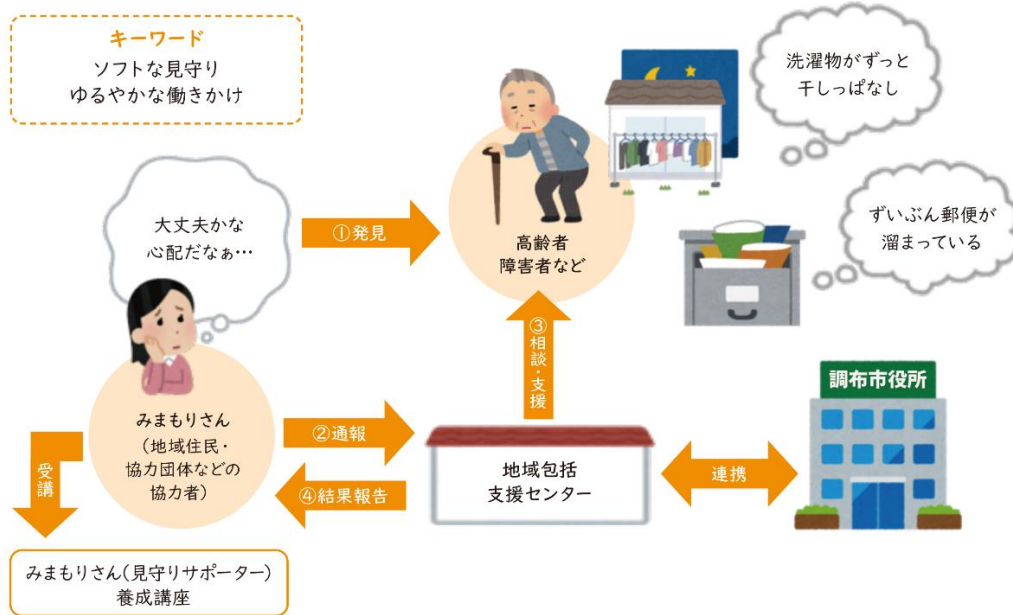 キーワード
ソフトな見守り
ゆるやかな働きかけ
洗濯物がずっと
干しっぱなし
大丈夫かな
心配だなぁ…
①発見
高齢者
障害者など
ずいぶん郵便が
溜まっている
③相談・支援
調布市役所
みまもりさん
(地域住民・
協力団体などの
協力者)
②通報
④結果報告
地域包括
支援センター
連携
受講
みまもりさん(見守りサポーター)
養成講座